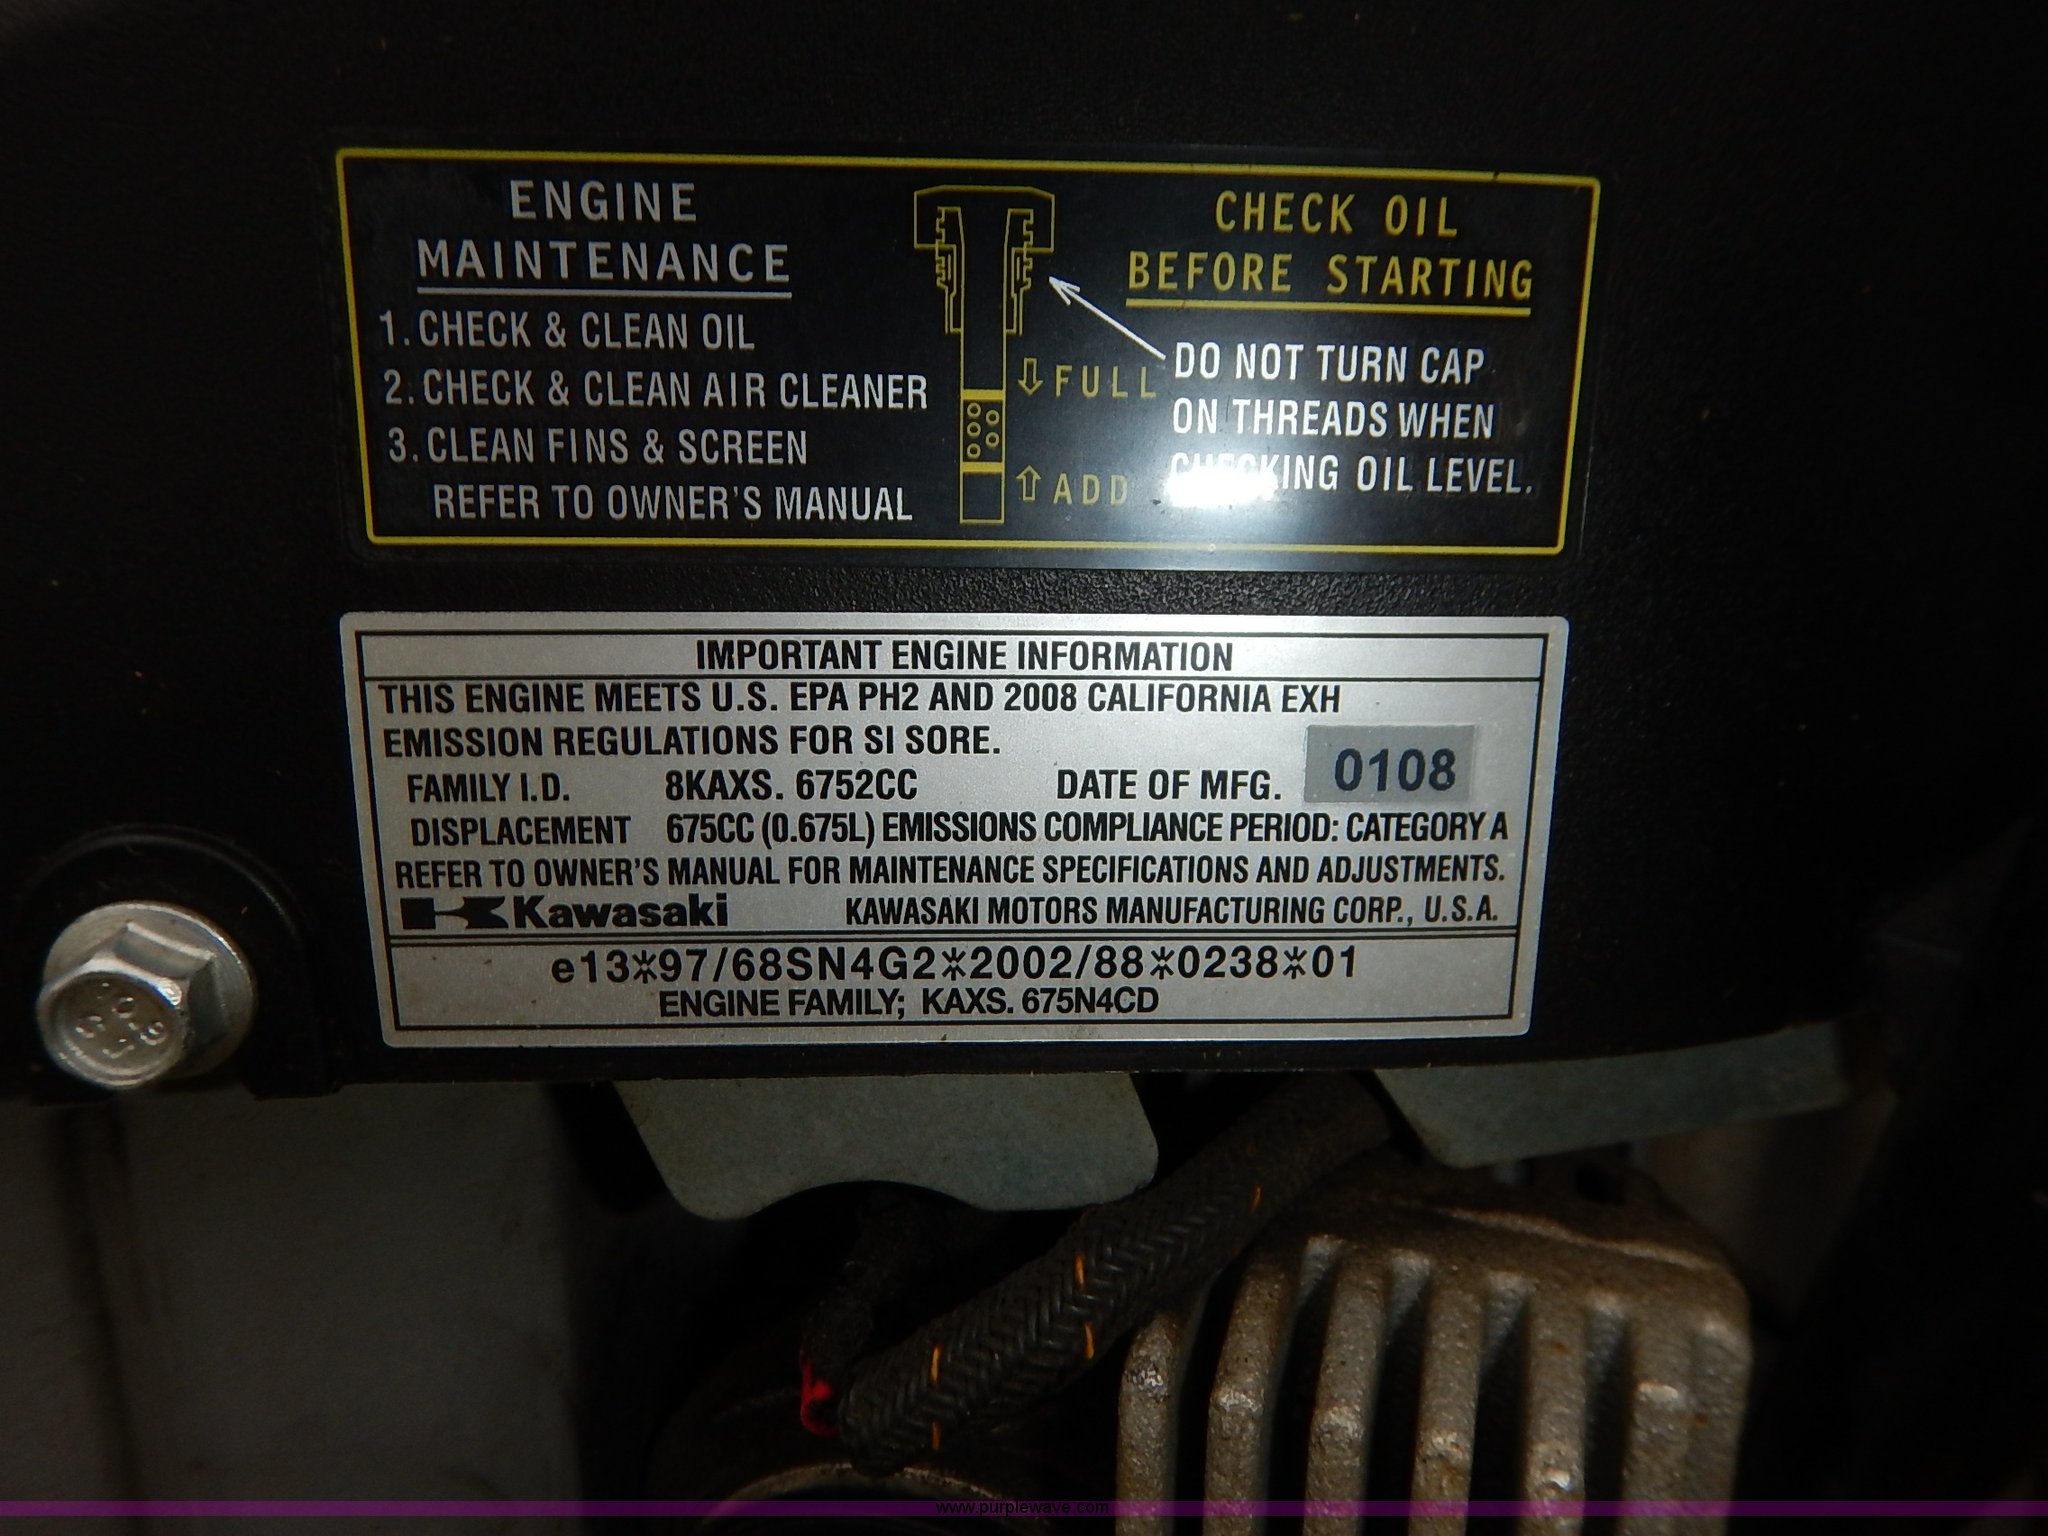 ENGINE
MAINTENANCE
1. CHECK & CLEAN OIL
2. CHECK & CLEAN AIR CLEANER
3. CLEAN FINS & SCREEN
REFER TO OWNER'S MANUAL
FULL
ADD
CHECK OIL
BEFORE STARTING
DO NOT TURN CAP
ON THREADS WHEN
CHECKING OIL LEVEL.
IMPORTANT ENGINE INFORMATION
THIS ENGINE MEETS U.S. EPA PH2 AND 2008 CALIFORNIA EXH
EMISSION REGULATIONS FOR SI SORE.
FAMILY I.D. 8KAXS. 6752CC DATE OF MFG. 0108
DISPLACEMENT 675CC (0.675L) EMISSIONS COMPLIANCE PERIOD: CATEGORY A
REFER TO OWNER'S MANUAL FOR MAINTENANCE SPECIFICATIONS AND ADJUSTMENTS.
Kawasaki KAWASAKI MOTORS MANUFACTURING CORP., U.S.A.
e13*97/68SN4G2*2002/88*0238*01
ENGINE FAMILY; KAXS. 675N4CD
www.purplewave.com